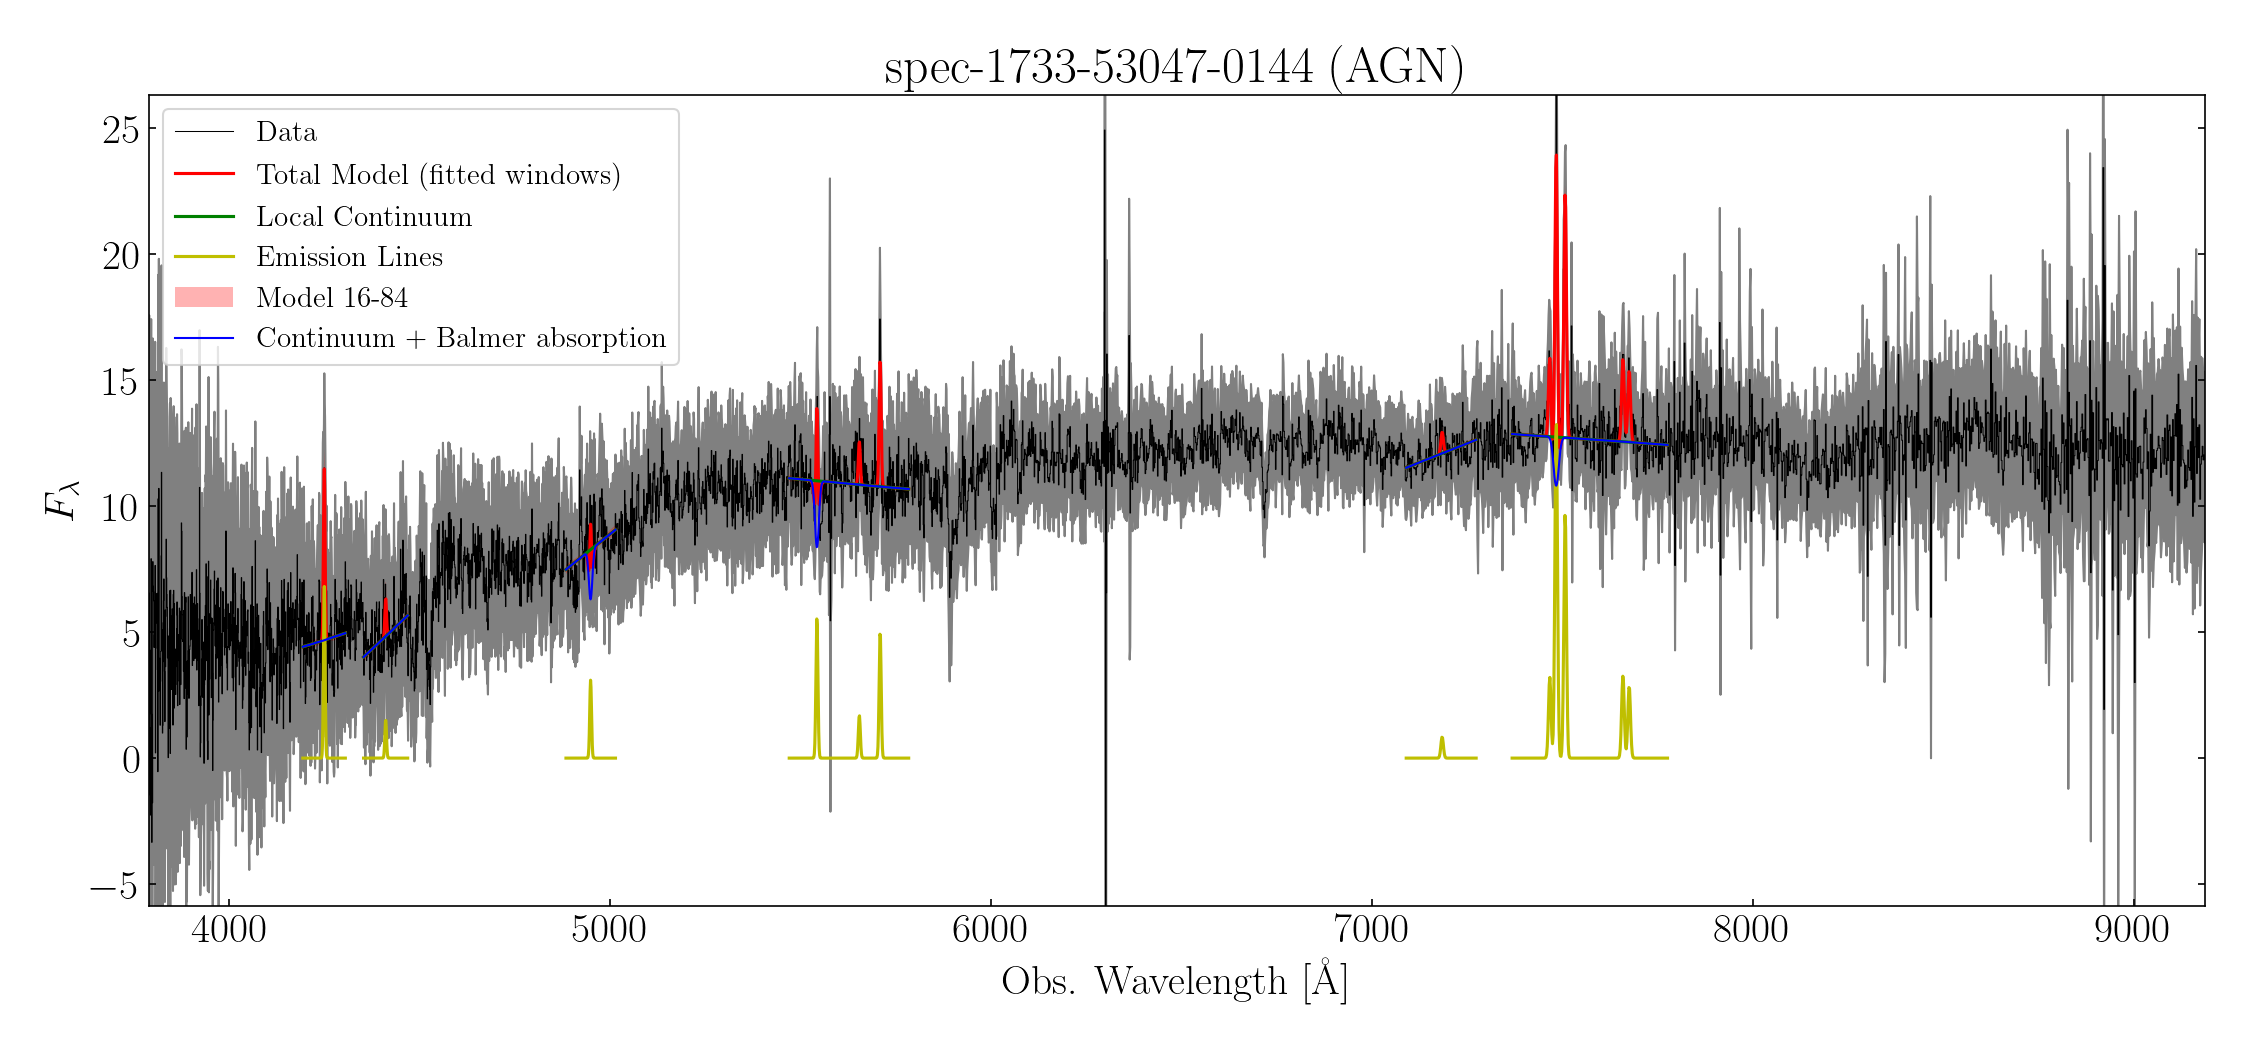 spec-1733-53047-0144 (AGN)
Data
Total Model (fitted windows)
Local Continuum
Emission Lines
Model 16-84
Continuum + Balmer absorption
25
20
15
10
5
0
−5
Fλ
4000 5000 6000 7000 8000 9000
Obs. Wavelength [Å]